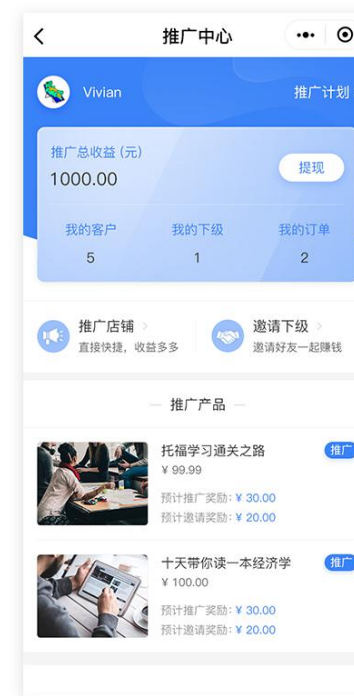 推广中心
Vivian
推广计划
推广总收益 (元)
1000.00
提现
我的客户 我的下级 我的订单
5 1 2
推广店铺
直接快捷，收益多多
邀请下级
邀请好友一起赚钱
推广产品
托福学习通关之路
推广
¥ 99.99
预计推广奖励: ¥ 30.00
预计邀请奖励: ¥ 20.00
十天带你读一本经济学
推广
¥ 100.00
预计推广奖励: ¥ 30.00
预计邀请奖励: ¥ 20.00